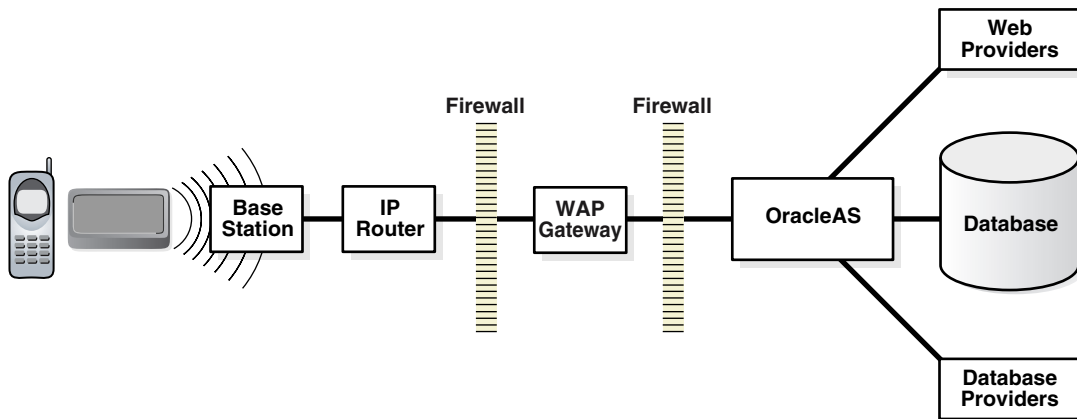 Web
Providers
Firewall
Firewall
Base
Station
IP
Router
WAP
Gateway
OracleAS
Database
Database
Providers